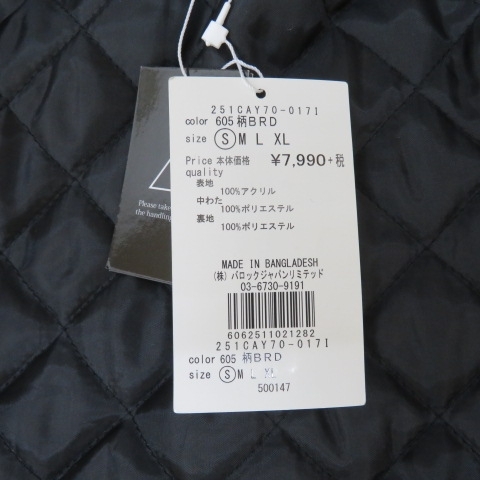 251CAY70-017I
color 605 柄BRD
size S M L XL
Price 本体価格 ¥7,990+税
quality
表地
100%アクリル
中わた
100%ポリエステル
裏地
100%ポリエステル
MADE IN BANGLADESH
(株) バロックジャパンリミテッド
03-6730-9191
6062511021282
251CAY70-017I
color 605 柄BRD
size S M L XL
500147
Please take
the handling